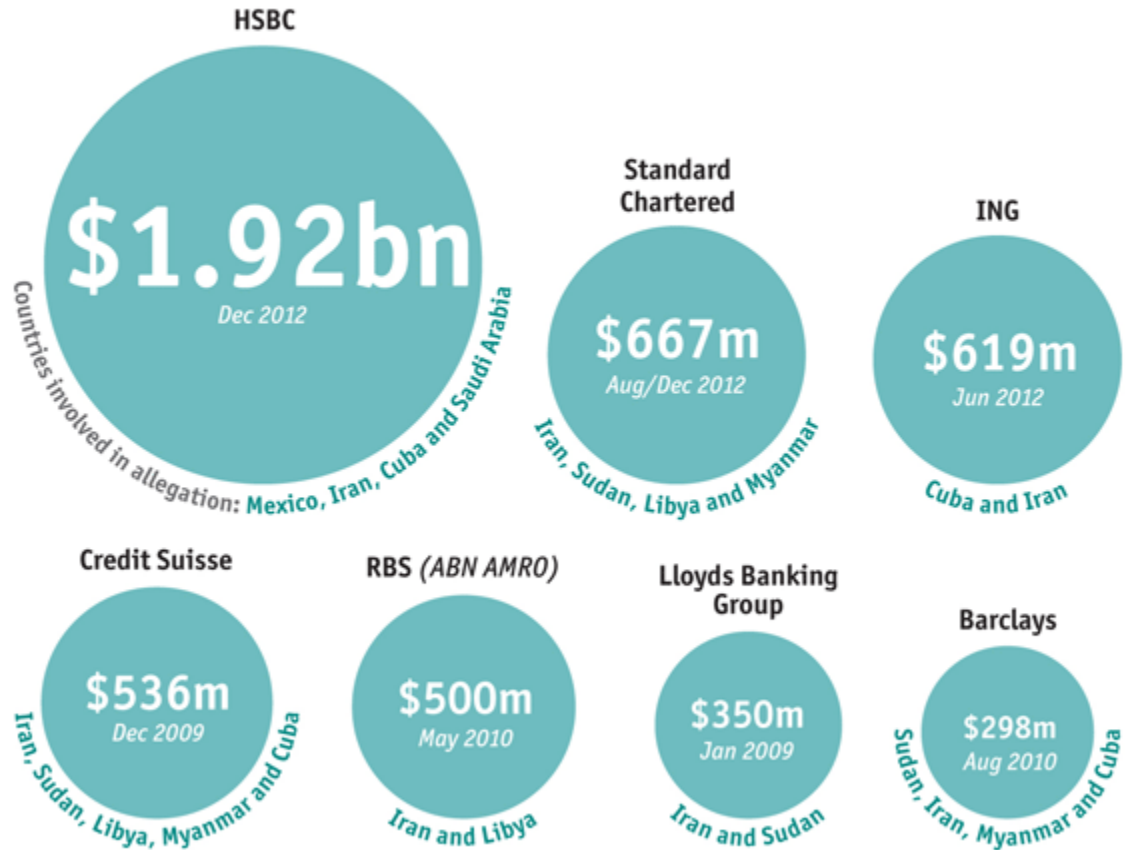 HSBC
$1.92bn
Dec 2012
Countries involved in allegation: Mexico, Iran, Cuba and Saudi Arabia
Standard
Chartered
$667m
Aug/Dec 2012
Iran, Sudan, Libya and Myanmar
ING
$619m
Jun 2012
Cuba and Iran
Credit Suisse
$536m
Dec 2009
Iran, Sudan, Libya, Myanmar and Cuba
RBS (ABN AMRO)
$500m
May 2010
Iran and Libya
Lloyds Banking
Group
$350m
Jan 2009
Iran and Sudan
Barclays
$298m
Aug 2010
Sudan, Iran, Myanmar and Cuba